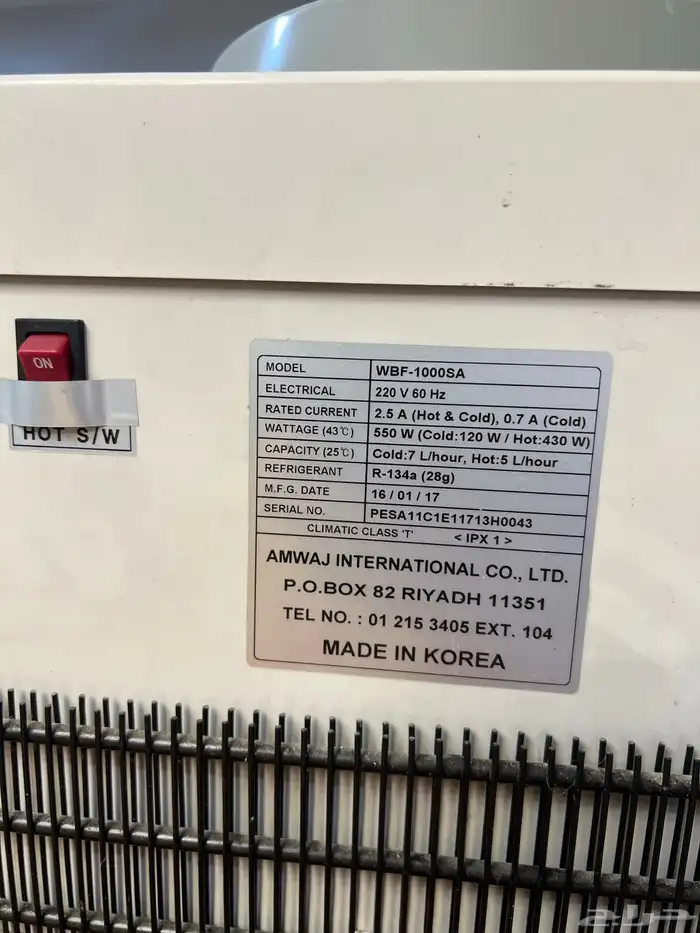 ON
HOT S/W
MODEL WBF-1000SA
ELECTRICAL 220 V 60 Hz
RATED CURRENT 2.5 A (Hot & Cold), 0.7 A (Cold)
WATTAGE (43℃) 550 W (Cold:120 W / Hot:430 W)
CAPACITY (25℃) Cold:7 L/hour, Hot:5 L/hour
REFRIGERANT R-134a (28g)
M.F.G. DATE 16 / 01 / 17
SERIAL NO. PESA11C1E11713H0043
CLIMATIC CLASS 'T' < IPX 1 >
AMWAJ INTERNATIONAL CO., LTD.
P.O.BOX 82 RIYADH 11351
TEL NO. : 01 215 3405 EXT. 104
MADE IN KOREA
حراج